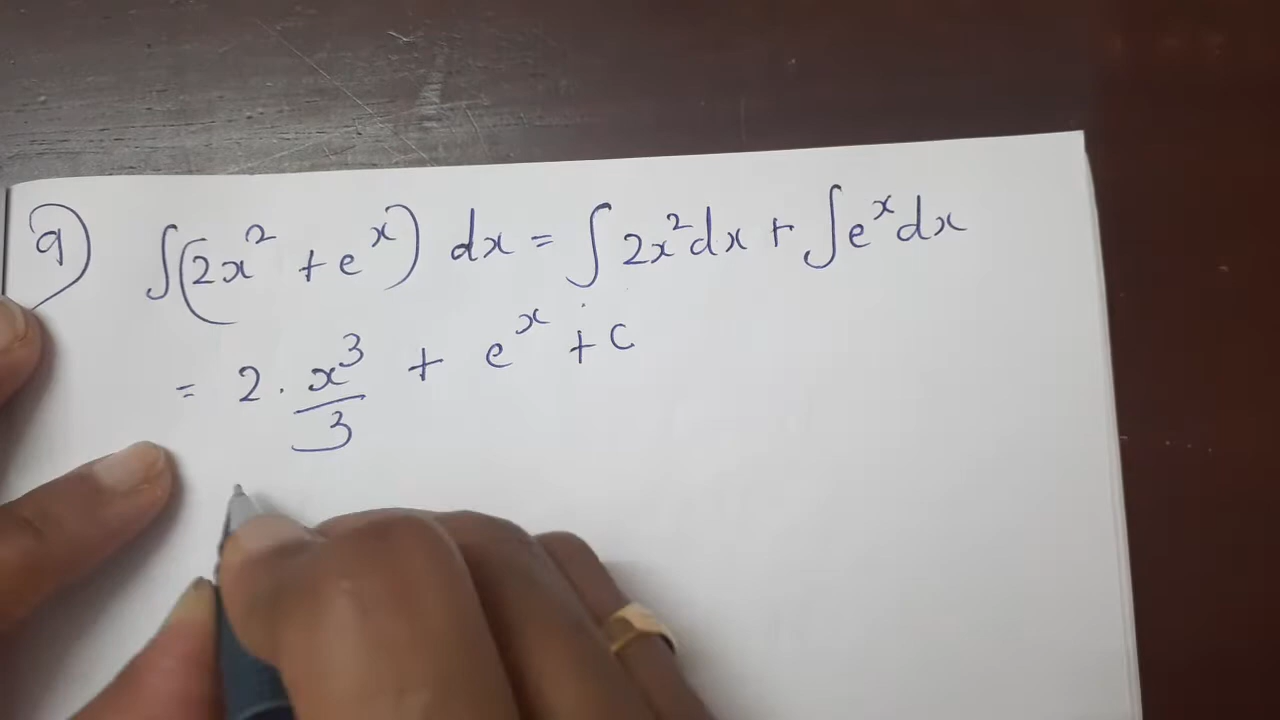 9) ∫(2x² + eˣ) dx = ∫2x²dx + ∫eˣdx
= 2 · x³/3 + eˣ + C